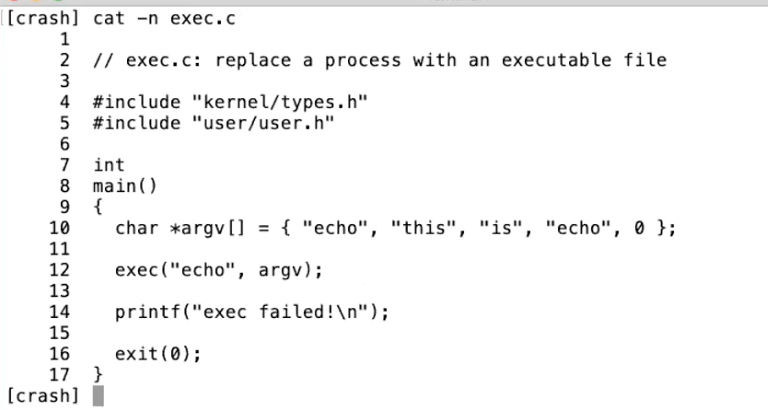 [crash] cat -n exec.c
     1
     2  // exec.c: replace a process with an executable file
     3
     4  #include "kernel/types.h"
     5  #include "user/user.h"
     6
     7  int
     8  main()
     9  {
    10    char *argv[] = { "echo", "this", "is", "echo", 0 };
    11
    12    exec("echo", argv);
    13
    14    printf("exec failed!\n");
    15
    16    exit(0);
    17  }
[crash]